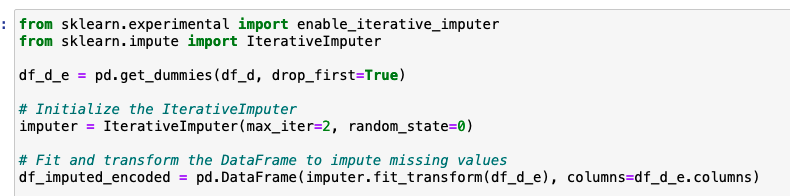 :
from sklearn.experimental import enable_iterative_imputer
from sklearn.impute import IterativeImputer
df_d_e = pd.get_dummies(df_d, drop_first=True)
# Initialize the IterativeImputer
imputer = IterativeImputer(max_iter=2, random_state=0)
# Fit and transform the DataFrame to impute missing values
df_imputed_encoded = pd.DataFrame(imputer.fit_transform(df_d_e), columns=df_d_e.columns)